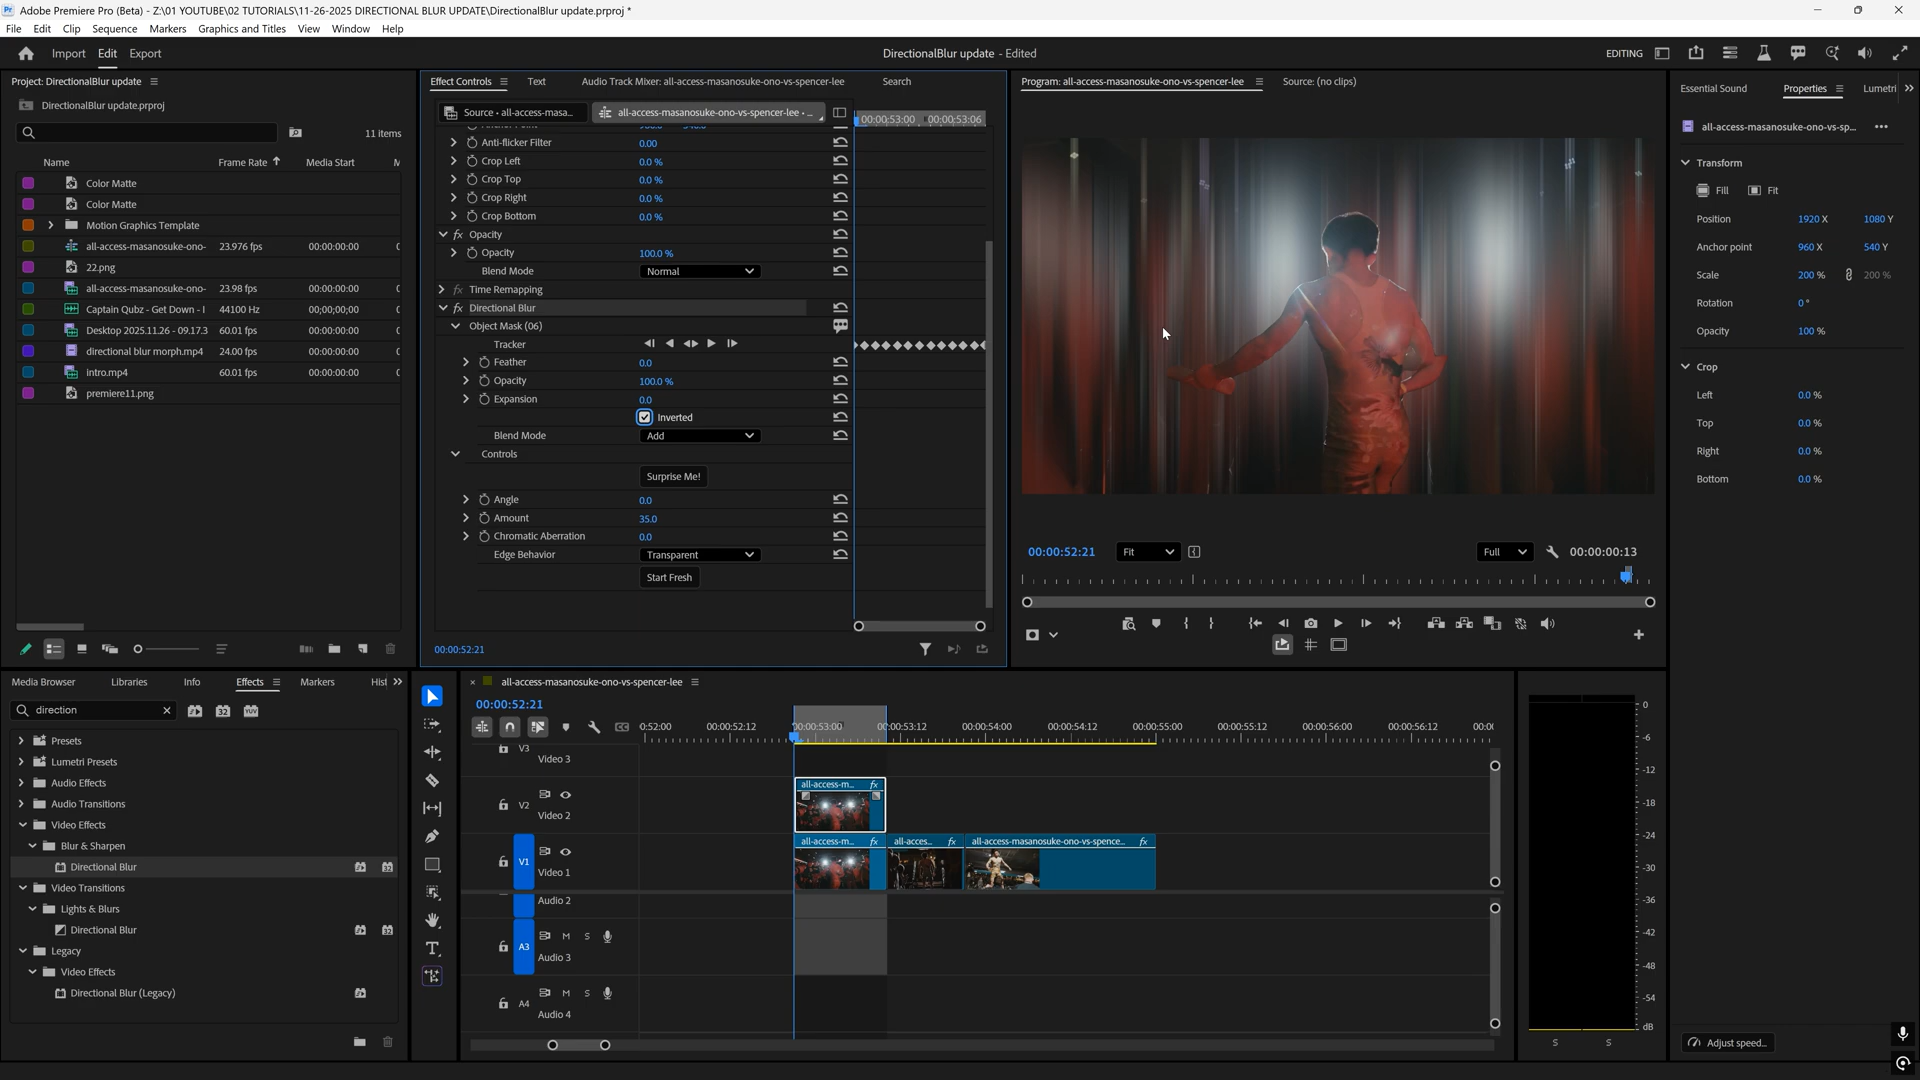 Adobe Premiere Pro (Beta) - Z:\01 YOUTUBE\02 TUTORIALS\11-26-2025 DIRECTIONAL BLUR UPDATE\DirectionalBlur update.prproj *
File Edit Clip Sequence Markers Graphics and Titles View Window Help
Import Edit Export
DirectionalBlur update - Edited
EDITING
Project: DirectionalBlur update
DirectionalBlur update.prproj
11 items
Name Frame Rate Media Start
Color Matte
Color Matte
Motion Graphics Template
all-access-masanosuke-ono- 23.976 fps 00:00:00:00
22.png
all-access-masanosuke-ono- 23.98 fps 00:00:00:00
Captain Qubz - Get Down - I 44100 Hz 00;00;00;00
Desktop 2025.11.26 - 09.17.3 60.01 fps 00:00:00:00
directional blur morph.mp4 24.00 fps 00:00:00:00
intro.mp4 60.01 fps 00:00:00:00
premiere11.png
Effect Controls Text Audio Track Mixer: all-access-masanosuke-ono-vs-spencer-lee Search
Source • all-access-masa... all-access-masanosuke-ono-vs-spencer-lee • ...
00:00:53:00 00:00:53:06
Anti-flicker Filter 0.00
Crop Left 0.0 %
Crop Top 0.0 %
Crop Right 0.0 %
Crop Bottom 0.0 %
fx Opacity
Opacity 100.0 %
Blend Mode Normal
fx Time Remapping
fx Directional Blur
Object Mask (06)
Tracker
Feather 0.0
Opacity 100.0 %
Expansion 0.0
Inverted
Blend Mode Add
Controls
Surprise Me!
Angle 0.0
Amount 35.0
Chromatic Aberration 0.0
Edge Behavior Transparent
Start Fresh
00:00:52:21
Program: all-access-masanosuke-ono-vs-spencer-lee Source: (no clips)
00:00:52:21 Fit Full 00:00:00:13
Essential Sound Properties Lumetri
all-access-masanosuke-ono-vs-sp...
Transform
Fill Fit
Position 1920 X 1080 Y
Anchor point 960 X 540 Y
Scale 200 % 200 %
Rotation 0 °
Opacity 100 %
Crop
Left 0.0 %
Top 0.0 %
Right 0.0 %
Bottom 0.0 %
Adjust speed...
Media Browser Libraries Info Effects Markers Hist
direction
32 YUV
Presets
Lumetri Presets
Audio Effects
Audio Transitions
Video Effects
Blur & Sharpen
Directional Blur
Video Transitions
Lights & Blurs
Directional Blur
Legacy
Video Effects
Directional Blur (Legacy)
all-access-masanosuke-ono-vs-spencer-lee
00:00:52:21
0:52:00 00:00:52:12 00:00:53:00 00:00:53:12 00:00:54:00 00:00:54:12 00:00:55:00 00:00:55:12 00:00:56:00 00:00:56:12
V3
Video 3
V2
Video 2
all-access-m... fx
V1
Video 1
all-access-m... fx all-acces... fx all-access-masanosuke-ono-vs-spence... fx
Audio 2
A3 M S
Audio 3
A4 M S
Audio 4
0
-6
-12
-18
-24
-30
-36
-42
-48
-54
dB
S S